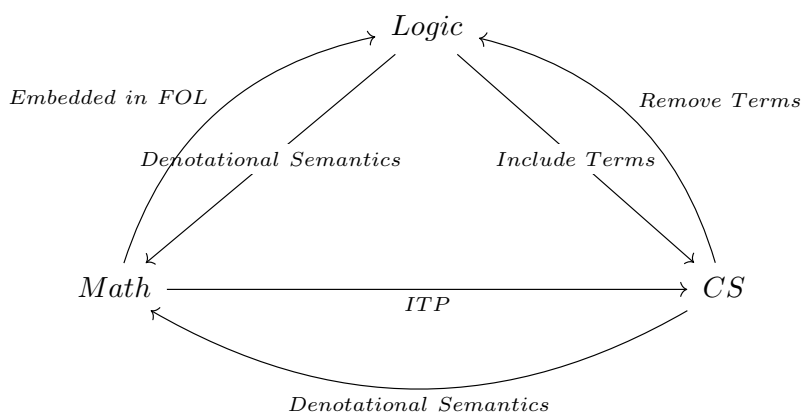 Logic
Embedded in FOL
Remove Terms
Denotational Semantics
Include Terms
Math
CS
ITP
Denotational Semantics